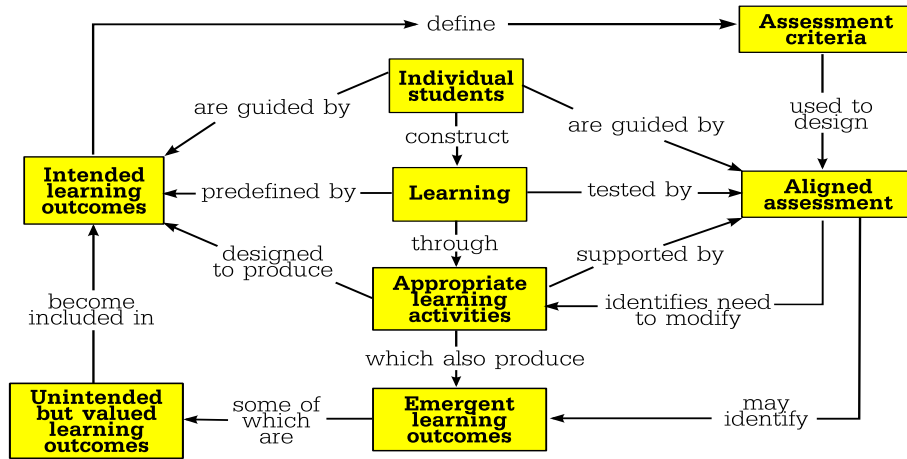 define
Assessment
criteria
Individual
students
are guided by
used to
design
construct
are guided by
Intended
learning
outcomes
predefined by
Learning
tested by
Aligned
assessment
designed
to produce
through
supported by
Appropriate
learning
activities
identifies need
to modify
become
included in
which also produce
Unintended
but valued
learning
outcomes
some of
which
are
Emergent
learning
outcomes
may
identify